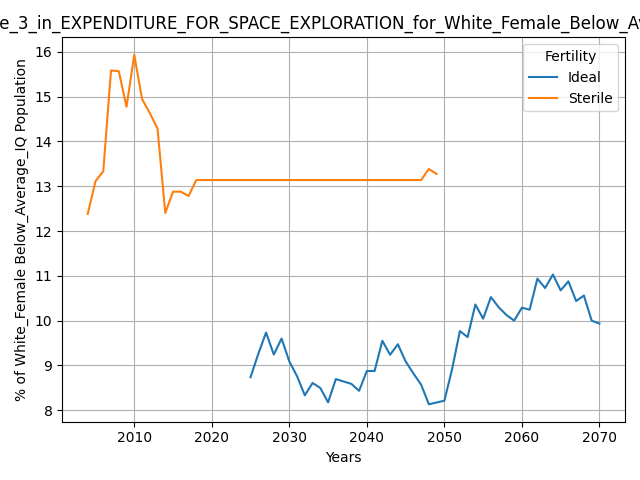 e_3_in_EXPENDITURE_FOR_SPACE_EXPLORATION_for_White_Female_Below_A
% of White_Female Below_Average_IQ Population
16
15
14
13
12
11
10
9
8
Fertility
Ideal
Sterile
2010 2020 2030 2040 2050 2060 2070
Years